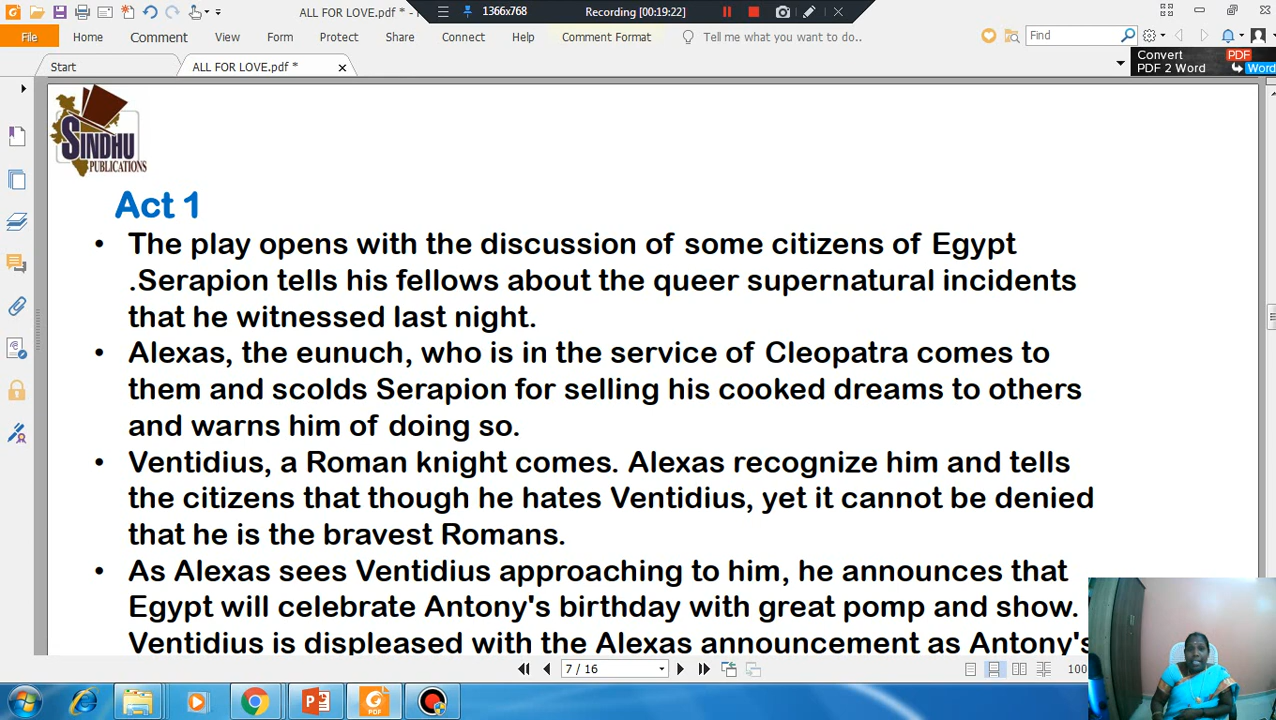 ALL FOR LOVE.pdf * -
1366x768
Recording [00:19:22]
File Home Comment View Form Protect Share Connect Help Comment Format Tell me what you want to do.. Find
Start ALL FOR LOVE.pdf *
Convert PDF
PDF 2 Word Word
SINDHU
PUBLICATIONS
Act 1
• The play opens with the discussion of some citizens of Egypt
.Serapion tells his fellows about the queer supernatural incidents
that he witnessed last night.
• Alexas, the eunuch, who is in the service of Cleopatra comes to
them and scolds Serapion for selling his cooked dreams to others
and warns him of doing so.
• Ventidius, a Roman knight comes. Alexas recognize him and tells
the citizens that though he hates Ventidius, yet it cannot be denied
that he is the bravest Romans.
• As Alexas sees Ventidius approaching to him, he announces that
Egypt will celebrate Antony's birthday with great pomp and show.
Ventidius is displeased with the Alexas announcement as Antony's
7 / 16
100
PDF